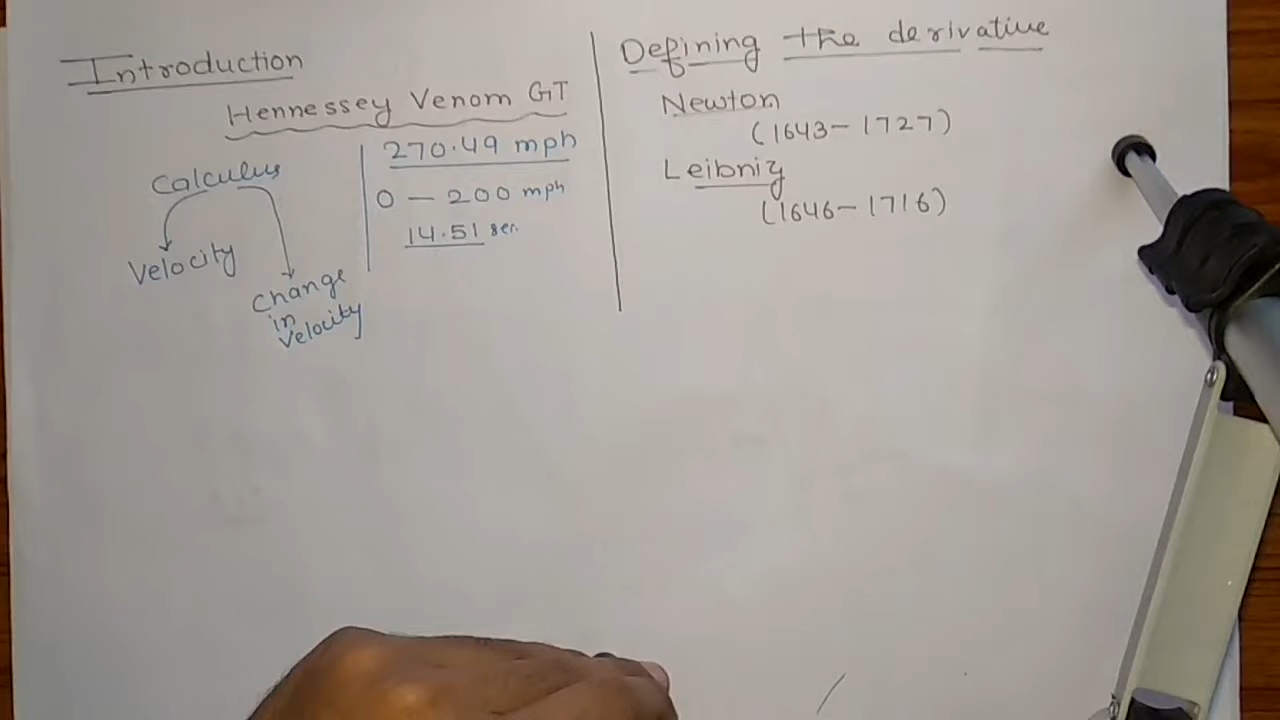 Introduction
Hennessey Venom GT
Calculus
Velocity
Change
in
Velocity
270.49 mph
0 – 200 mph
14.51 sec.
Defining the derivative
Newton
(1643 – 1727)
Leibniz
(1646 – 1716)